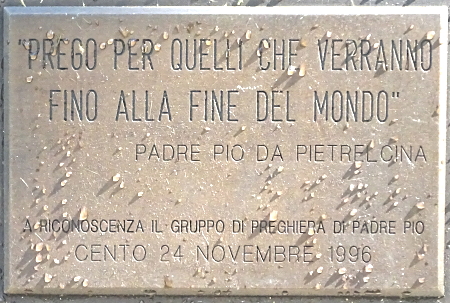 "PREGO PER QUELLI CHE VERRANNO
FINO ALLA FINE DEL MONDO"
PADRE PIO DA PIETRELCINA
A RICONOSCENZA IL GRUPPO DI PREGHIERA DI PADRE PIO
CENTO 24 NOVEMBRE 1996